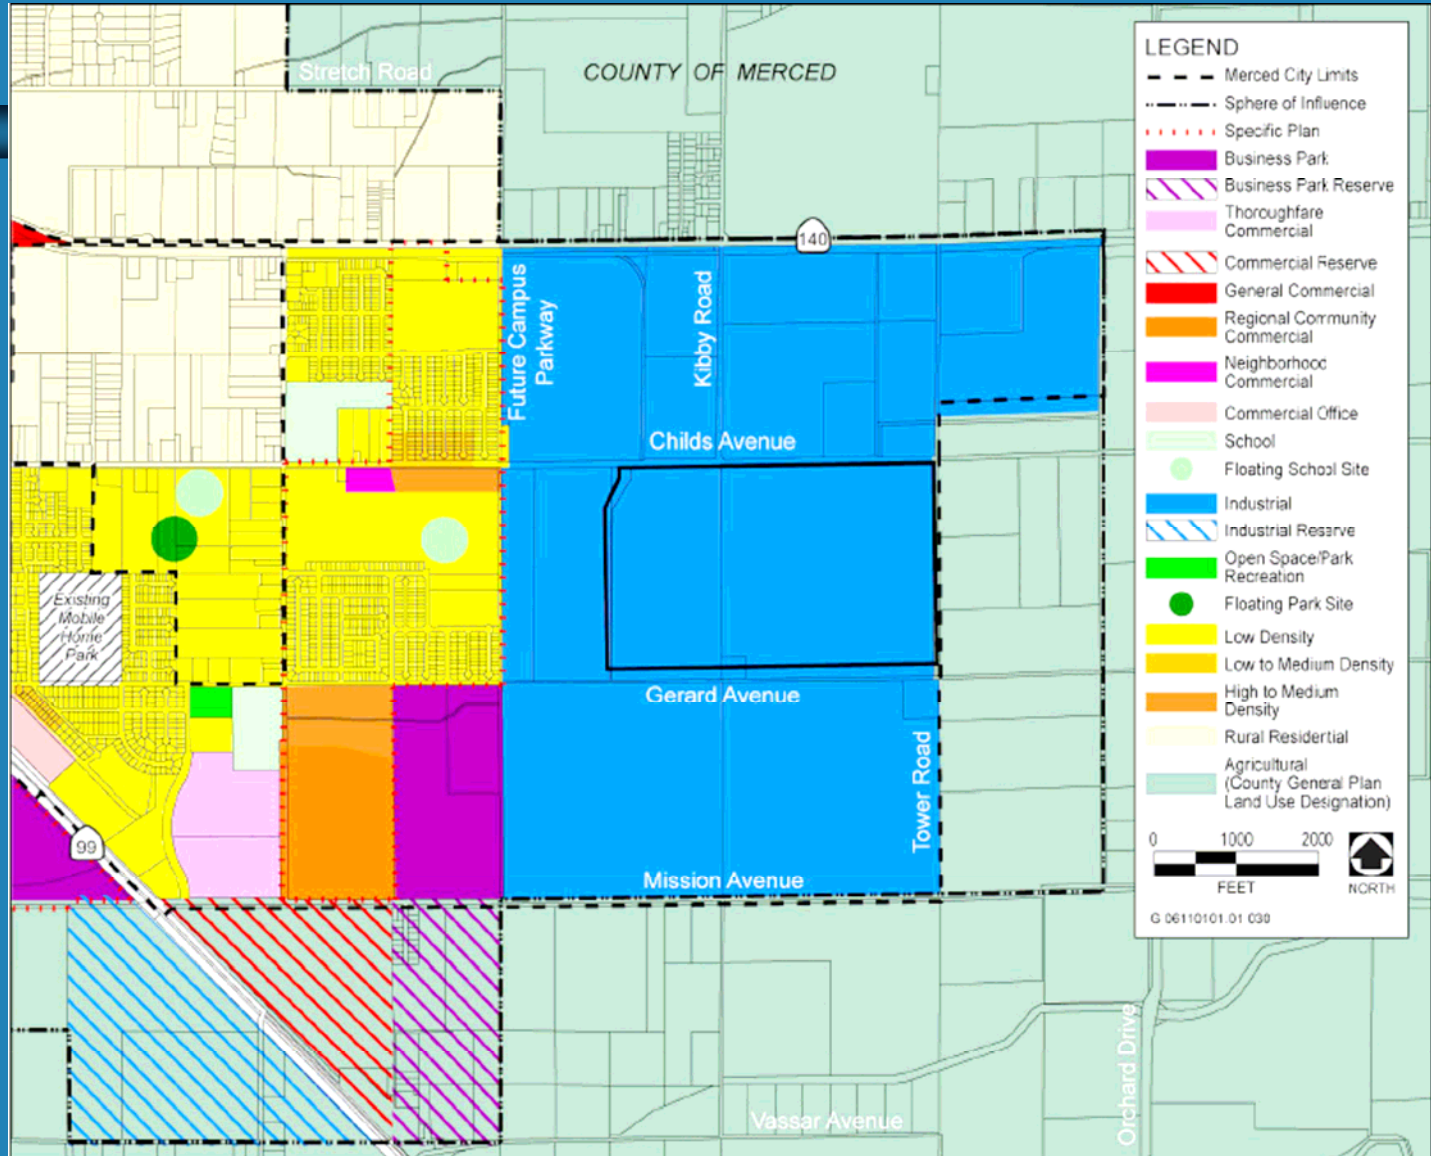 Stretch Road
COUNTY OF MERCED
140
Future Campus
Parkway
Kibby Road
Childs Avenue
Existing
Mobile
Home
Park
Gerard Avenue
Tower Road
99
Mission Avenue
Orchard Drive
Vassar Avenue
LEGEND
Merced City Limits
Sphere of Influence
Specific Plan
Business Park
Business Park Reserve
Thoroughfare
Commercial
Commercial Reserve
General Commercial
Regional Community
Commercial
Neighborhood
Commercial
Commercial Office
School
Floating School Site
Industrial
Industrial Reserve
Open Space/Park
Recreation
Floating Park Site
Low Density
Low to Medium Density
High to Medium
Density
Rural Residential
Agricultural
(County General Plan
Land Use Designation)
0 1000 2000
FEET
NORTH
G 06110101.01 030